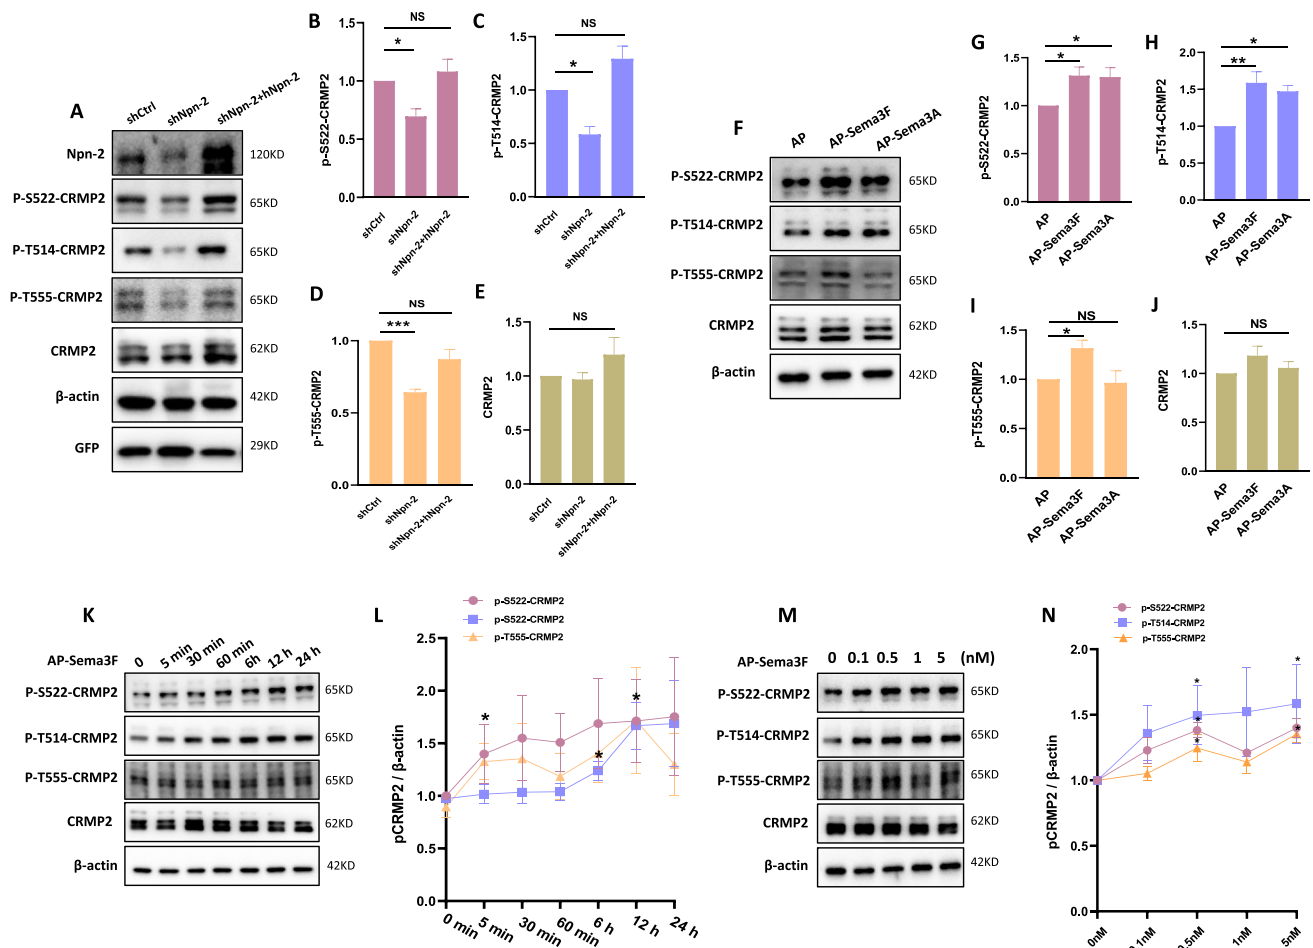 A
shCtrl
shNpn-2
shNpn-2+hNpn-2
Npn-2
120KD
P-S522-CRMP2
65KD
P-T514-CRMP2
65KD
P-T555-CRMP2
65KD
CRMP2
62KD
β-actin
42KD
GFP
29KD
B
NS
*
p-S522-CRMP2
1.5
1.0
0.5
0.0
shCtrl
shNpn-2
shNpn-2+hNpn-2
C
NS
*
p-T514-CRMP2
2.0
1.5
1.0
0.5
0.0
shCtrl
shNpn-2
shNpn-2+hNpn-2
D
NS
***
p-T555-CRMP2
1.0
0.5
0.0
shCtrl
shNpn-2
shNpn-2+hNpn-2
E
NS
CRMP2
1.5
1.0
0.5
0.0
shCtrl
shNpn-2
shNpn-2+hNpn-2
F
AP
AP-Sema3F
AP-Sema3A
P-S522-CRMP2
65KD
P-T514-CRMP2
65KD
P-T555-CRMP2
65KD
CRMP2
62KD
β-actin
42KD
G
*
*
p-S522-CRMP2
1.5
1.0
0.5
0.0
AP
AP-Sema3F
AP-Sema3A
H
*
**
p-T514-CRMP2
2.0
1.5
1.0
0.5
0.0
AP
AP-Sema3F
AP-Sema3A
I
NS
*
p-T555-CRMP2
1.5
1.0
0.5
0.0
AP
AP-Sema3F
AP-Sema3A
J
NS
CRMP2
1.5
1.0
0.5
0.0
AP
AP-Sema3F
AP-Sema3A
K
AP-Sema3F
0
5 min
30 min
60 min
6h
12 h
24 h
P-S522-CRMP2
65KD
P-T514-CRMP2
65KD
P-T555-CRMP2
65KD
CRMP2
62KD
β-actin
42KD
L
p-S522-CRMP2
p-S522-CRMP2
p-T555-CRMP2
pCRMP2 / β-actin
2.5
2.0
1.5
1.0
0.5
0.0
*
*
*
0 min
5 min
30 min
60 min
6 h
12 h
24 h
M
AP-Sema3F 0 0.1 0.5 1 5 (nM)
P-S522-CRMP2
65KD
P-T514-CRMP2
65KD
P-T555-CRMP2
65KD
CRMP2
62KD
β-actin
42KD
N
p-S522-CRMP2
p-T514-CRMP2
p-T555-CRMP2
pCRMP2 / β-actin
2.0
1.5
1.0
0.5
0.0
*
*
*
*
*
0nM
0.1nM
0.5nM
1nM
5nM